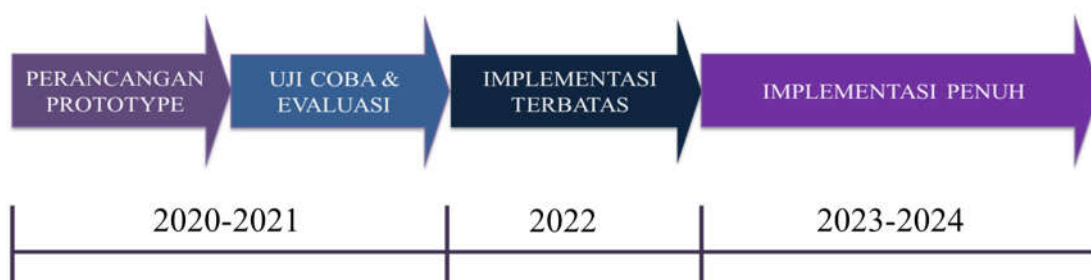 PERANCANGAN
PROTOTYPE
UJI COBA &
EVALUASI
IMPLEMENTASI
TERBATAS
IMPLEMENTASI PENUH
2020-2021
2022
2023-2024